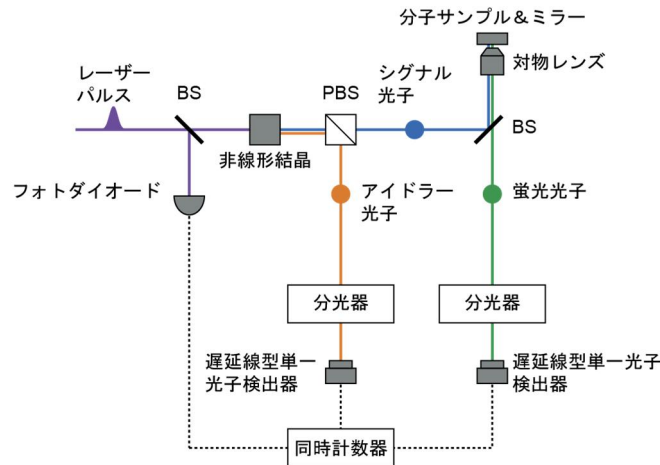 分子サンプル＆ミラー
レーザー
パルス
BS
PBS
シグナル
光子
対物レンズ
BS
非線形結晶
フォトダイオード
アイドラー
光子
蛍光光子
分光器
分光器
遅延線型単一
光子検出器
遅延線型単一光子
検出器
同時計数器